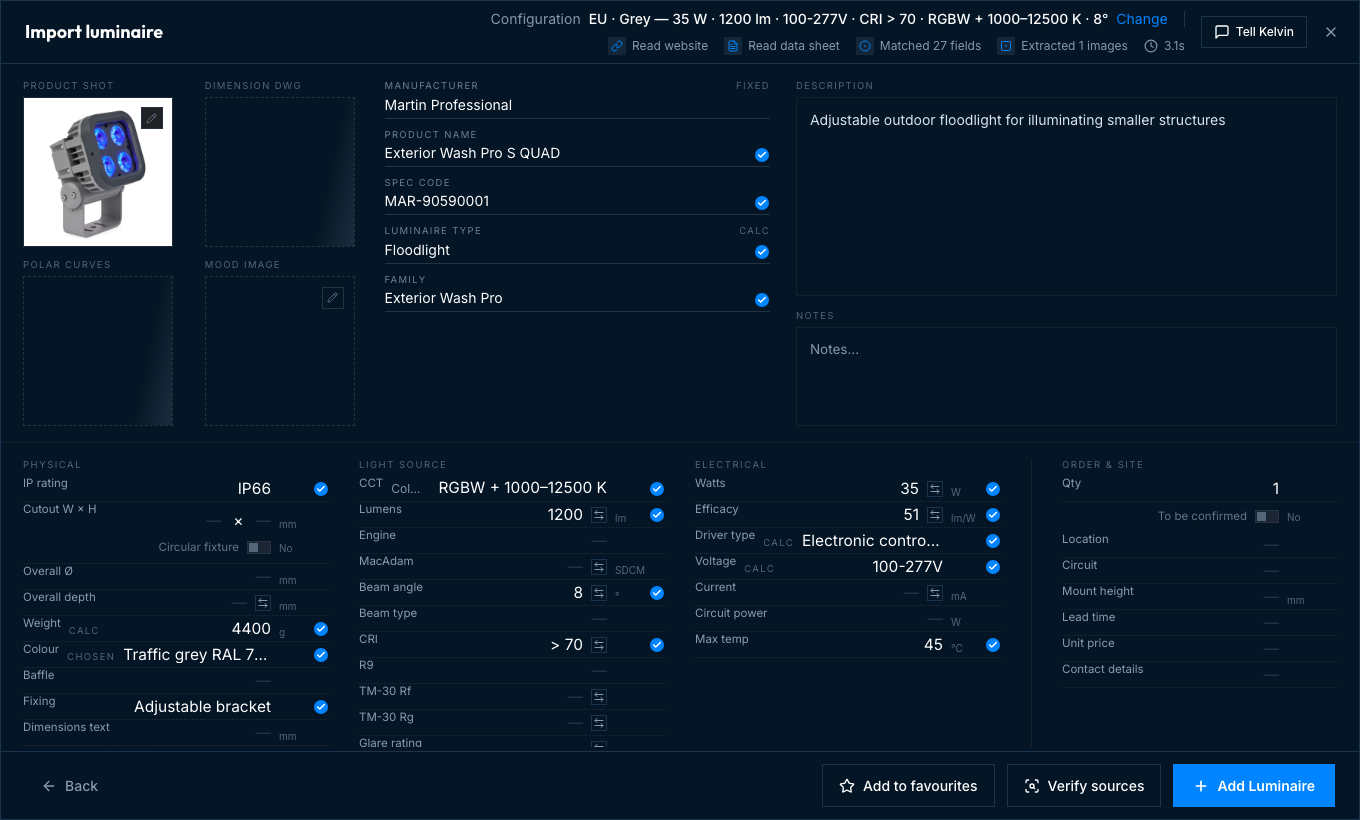 Import luminaire
Configuration EU · Grey — 35 W · 1200 lm · 100-277V · CRI > 70 · RGBW + 1000–12500 K · 8° Change
Read website Read data sheet Matched 27 fields Extracted 1 images 3.1s
Tell Kelvin
PRODUCT SHOT
DIMENSION DWG
POLAR CURVES
MOOD IMAGE
MANUFACTURER FIXED
Martin Professional
PRODUCT NAME
Exterior Wash Pro S QUAD
SPEC CODE
MAR-90590001
LUMINAIRE TYPE CALC
Floodlight
FAMILY
Exterior Wash Pro
DESCRIPTION
Adjustable outdoor floodlight for illuminating smaller structures
NOTES
Notes...
PHYSICAL
IP rating IP66
Cutout W × H — × — mm
Circular fixture No
Overall Ø — mm
Overall depth — mm
Weight CALC 4400 g
Colour CHOSEN Traffic grey RAL 7...
Baffle —
Fixing Adjustable bracket
Dimensions text — mm
LIGHT SOURCE
CCT Col... RGBW + 1000–12500 K
Lumens 1200 lm
Engine —
MacAdam — SDCM
Beam angle 8 °
Beam type —
CRI > 70
R9 —
TM-30 Rf —
TM-30 Rg —
Glare rating
ELECTRICAL
Watts 35 W
Efficacy 51 lm/W
Driver type CALC Electronic contro...
Voltage CALC 100-277V
Current — mA
Circuit power — W
Max temp 45 °C
ORDER & SITE
Qty 1
To be confirmed No
Location —
Circuit —
Mount height — mm
Lead time —
Unit price —
Contact details —
Back
Add to favourites
Verify sources
Add Luminaire